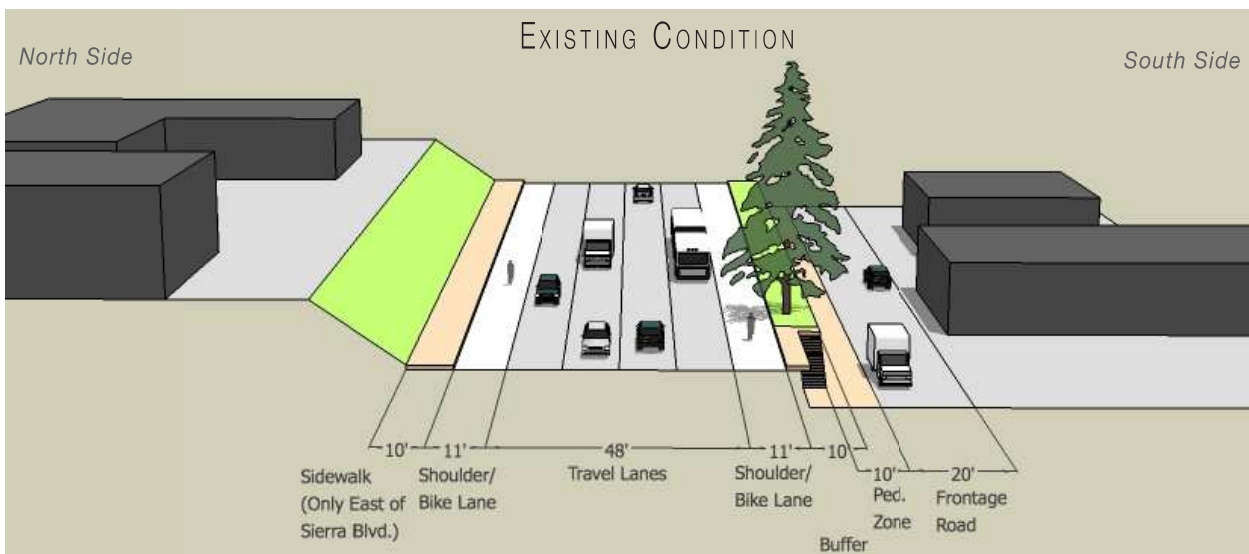 EXISTING CONDITION
North Side
South Side
10' 11' 48' 11' 10'
Sidewalk
(Only East of
Sierra Blvd.)
Shoulder/
Bike Lane
Travel Lanes
Shoulder/
Bike Lane
10' 20'
Ped.
Zone
Frontage
Road
Buffer